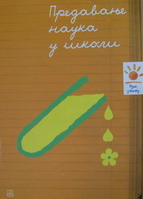 Предавање
наука
у школи